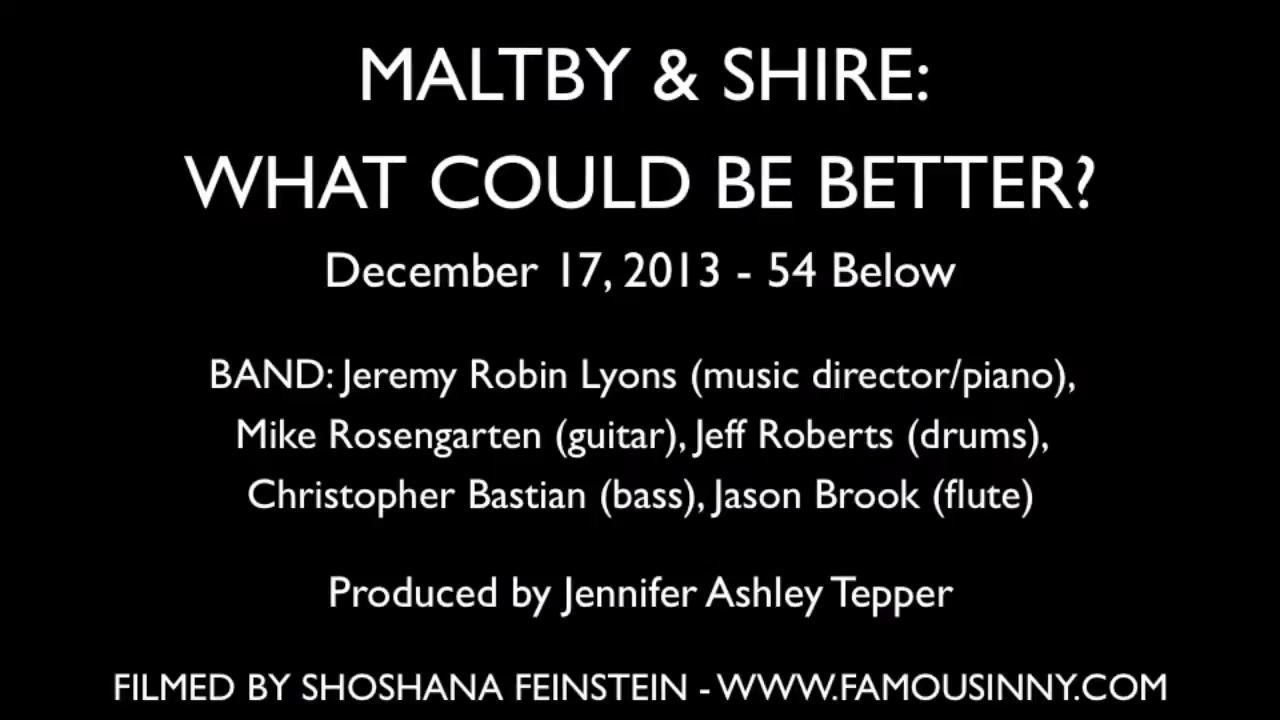 MALTBY & SHIRE:
WHAT COULD BE BETTER?
December 17, 2013 - 54 Below
BAND: Jeremy Robin Lyons (music director/piano),
Mike Rosengarten (guitar), Jeff Roberts (drums),
Christopher Bastian (bass), Jason Brook (flute)
Produced by Jennifer Ashley Tepper
FILMED BY SHOSHANA FEINSTEIN - WWW.FAMOUSINNY.COM